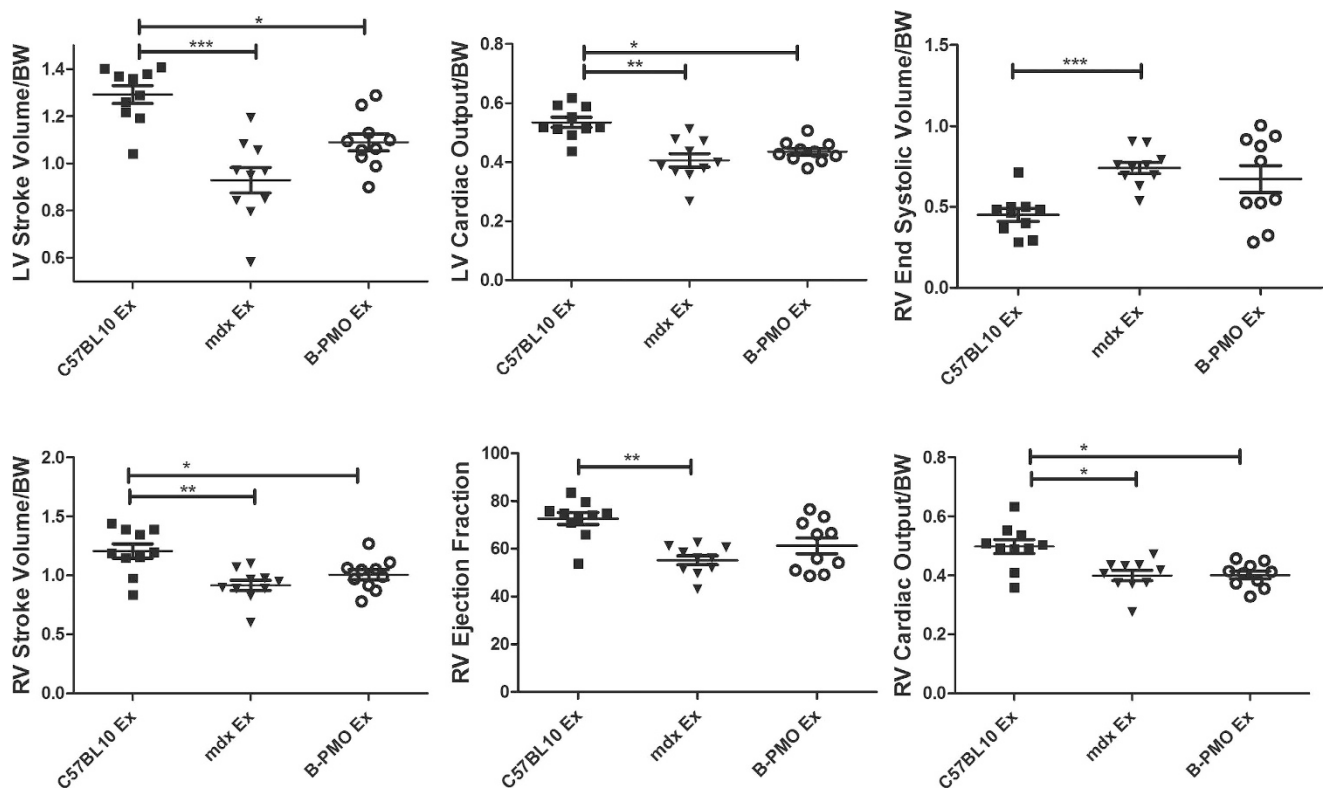 LV Stroke Volume/BW
1.4
1.2
1.0
0.8
0.6
*
***
C57BL10 Ex
mdx Ex
B-PMO Ex
LV Cardiac Output/BW
0.8
0.6
0.4
0.2
0.0
*
**
C57BL10 Ex
mdx Ex
B-PMO Ex
RV End Systolic Volume/BW
1.5
1.0
0.5
0.0
***
C57BL10 Ex
mdx Ex
B-PMO Ex
RV Stroke Volume/BW
2.0
1.5
1.0
0.5
0.0
*
**
C57BL10 Ex
mdx Ex
B-PMO Ex
RV Ejection Fraction
100
80
60
40
20
0
**
C57BL10 Ex
mdx Ex
B-PMO Ex
RV Cardiac Output/BW
0.8
0.6
0.4
0.2
0.0
*
*
C57BL10 Ex
mdx Ex
B-PMO Ex